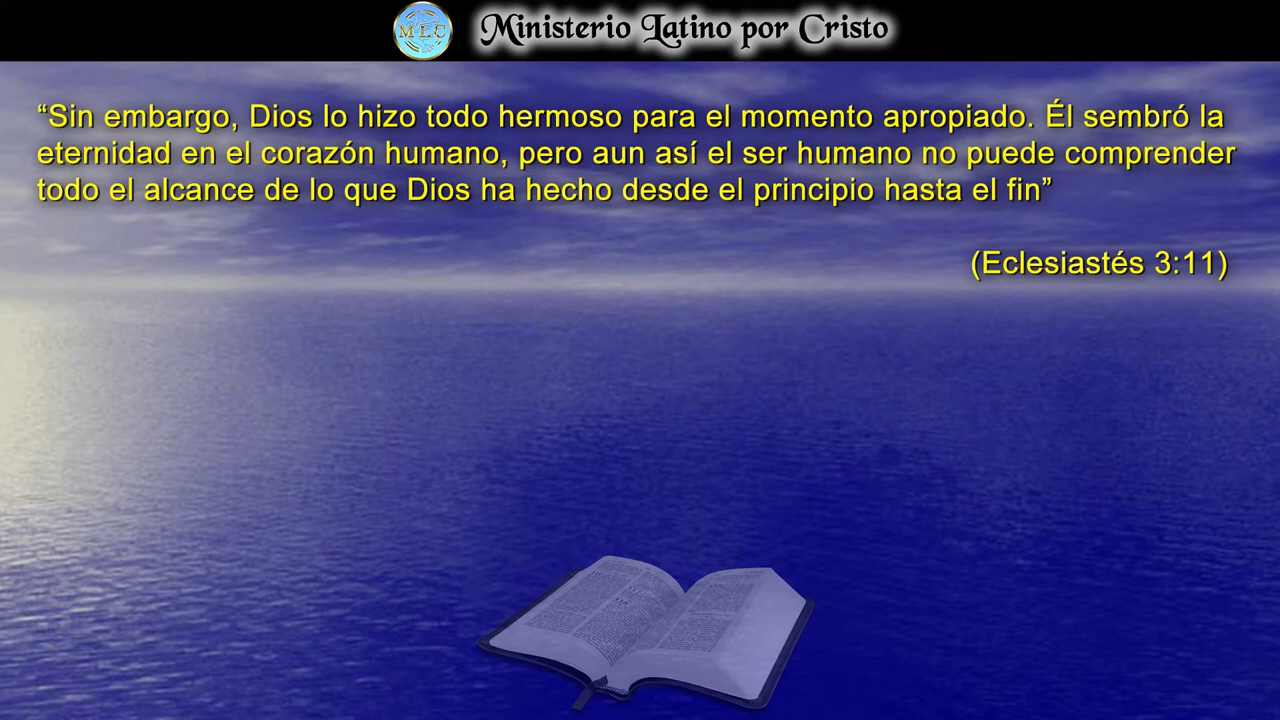 MLC
Ministerio Latino por Cristo
“Sin embargo, Dios lo hizo todo hermoso para el momento apropiado. Él sembró la
eternidad en el corazón humano, pero aun así el ser humano no puede comprender
todo el alcance de lo que Dios ha hecho desde el principio hasta el fin”
(Eclesiastés 3:11)